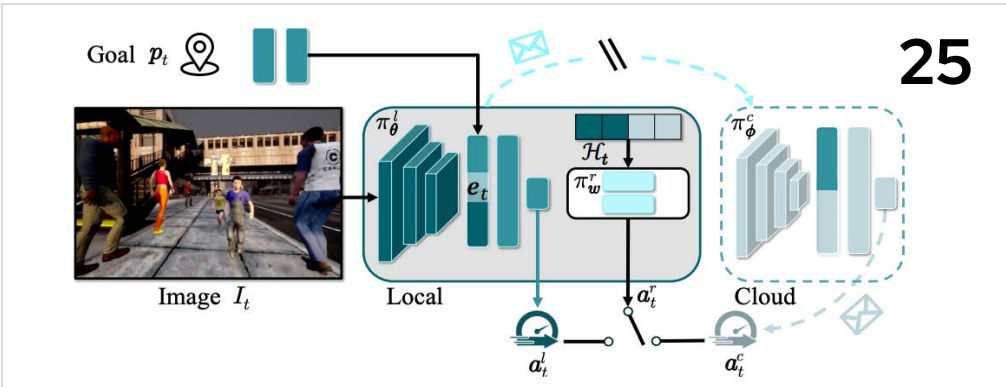 25
Goal p_t
π_θ^l
e_t
H_t
π_w^r
π_ϕ^c
Image I_t
Local
a_t^r
Cloud
a_t^l
a_t^c